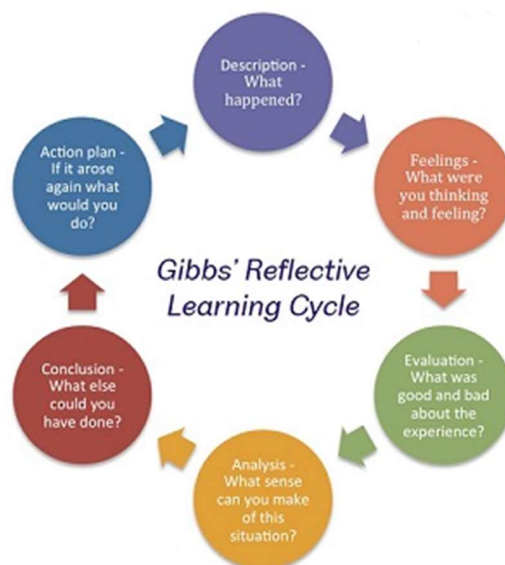 Description -
What
happened?
Feelings -
What were
you thinking
and feeling?
Evaluation -
What was
good and bad
about the
experience?
Analysis -
What sense
can you make
of this
situation?
Conclusion -
What else
could you
have done?
Action plan -
If it arose
again what
would you
do?
Gibbs' Reflective
Learning Cycle